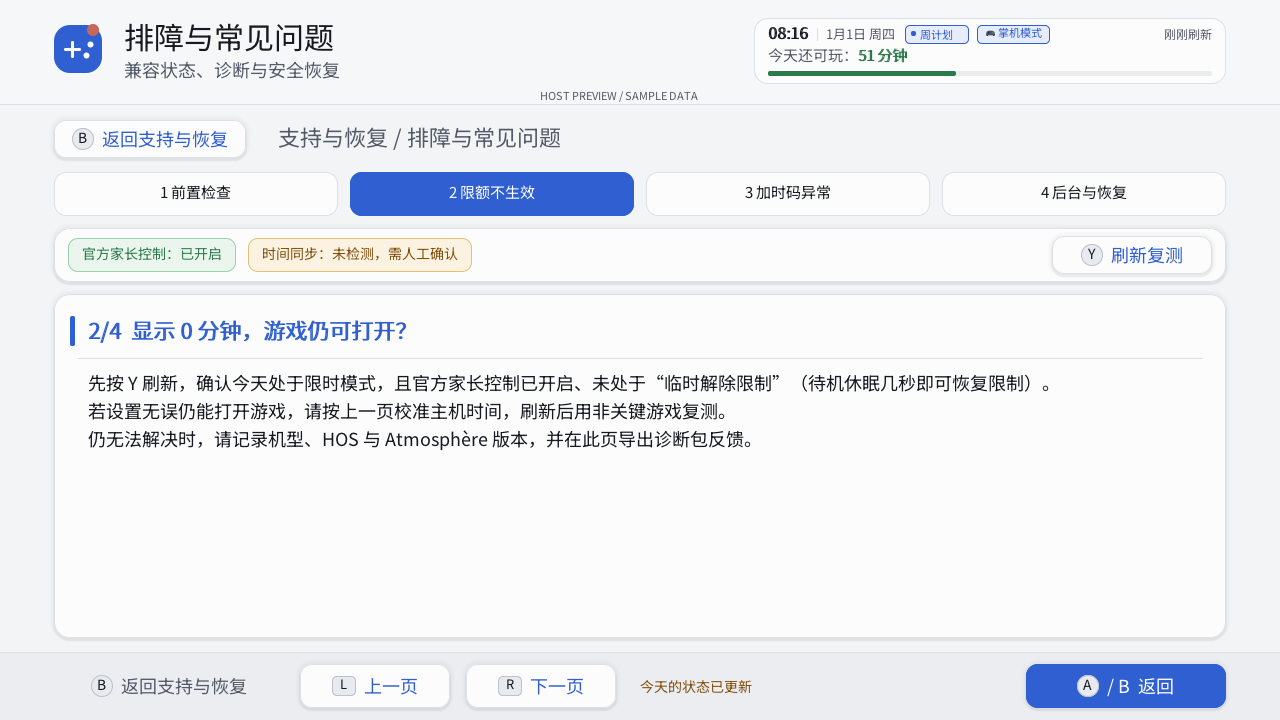 排障与常见问题
兼容状态、诊断与安全恢复
08:16 1月1日 周四 周计划 掌机模式 刚刚刷新
今天还可玩：51 分钟
HOST PREVIEW / SAMPLE DATA
B 返回支持与恢复 支持与恢复 / 排障与常见问题
1 前置检查 2 限额不生效 3 加时码异常 4 后台与恢复
官方家长控制：已开启 时间同步：未检测，需人工确认 Y 刷新复测
2/4 显示 0 分钟，游戏仍可打开？
先按 Y 刷新，确认今天处于限时模式，且官方家长控制已开启、未处于“临时解除限制”（待机休眠几秒即可恢复限制）。
若设置无误仍能打开游戏，请按上一页校准主机时间，刷新后用非关键游戏复测。
仍无法解决时，请记录机型、HOS 与 Atmosphère 版本，并在此页导出诊断包反馈。
B 返回支持与恢复 L 上一页 R 下一页 今天的状态已更新 A / B 返回